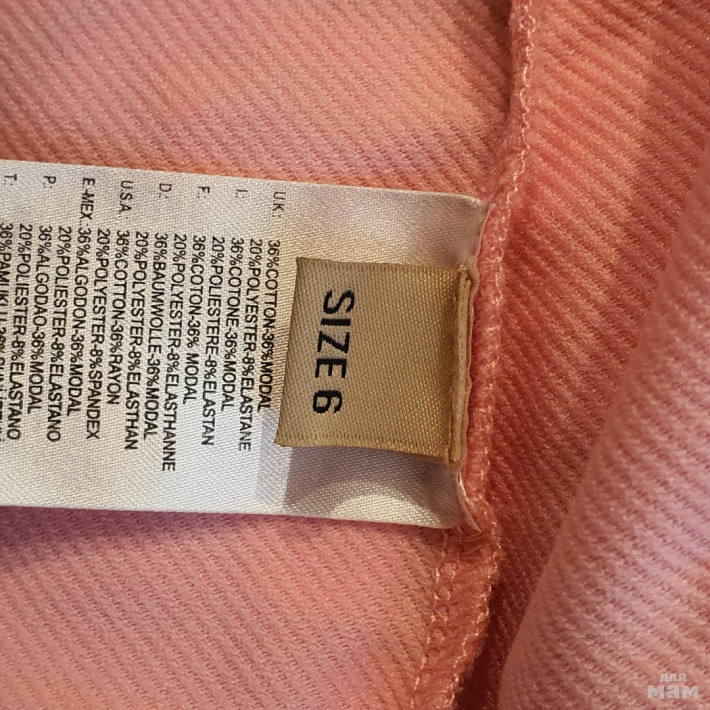 SIZE 6
UK: 36%COTTON-36%MODAL
20%POLYESTER-8%ELASTANE
I: 36%COTONE-36%MODAL
20%POLIESTERE-8%ELASTAN
F: 36%COTON-36% MODAL
20%POLYESTER-8%ELASTHANNE
D: 36%BAUMWOLLE-36%MODAL
20%POLYESTER-8%ELASTHAN
USA: 36%COTTON-36%RAYON
20%POLYESTER-8%SPANDEX
E-MEX: 36%ALGODON-36%MODAL
20%POLIESTER-8%ELASTANO
P: 36%ALGODAO-36%MODAL
20%POLIESTER-8%ELASTANO
T:
для
мам